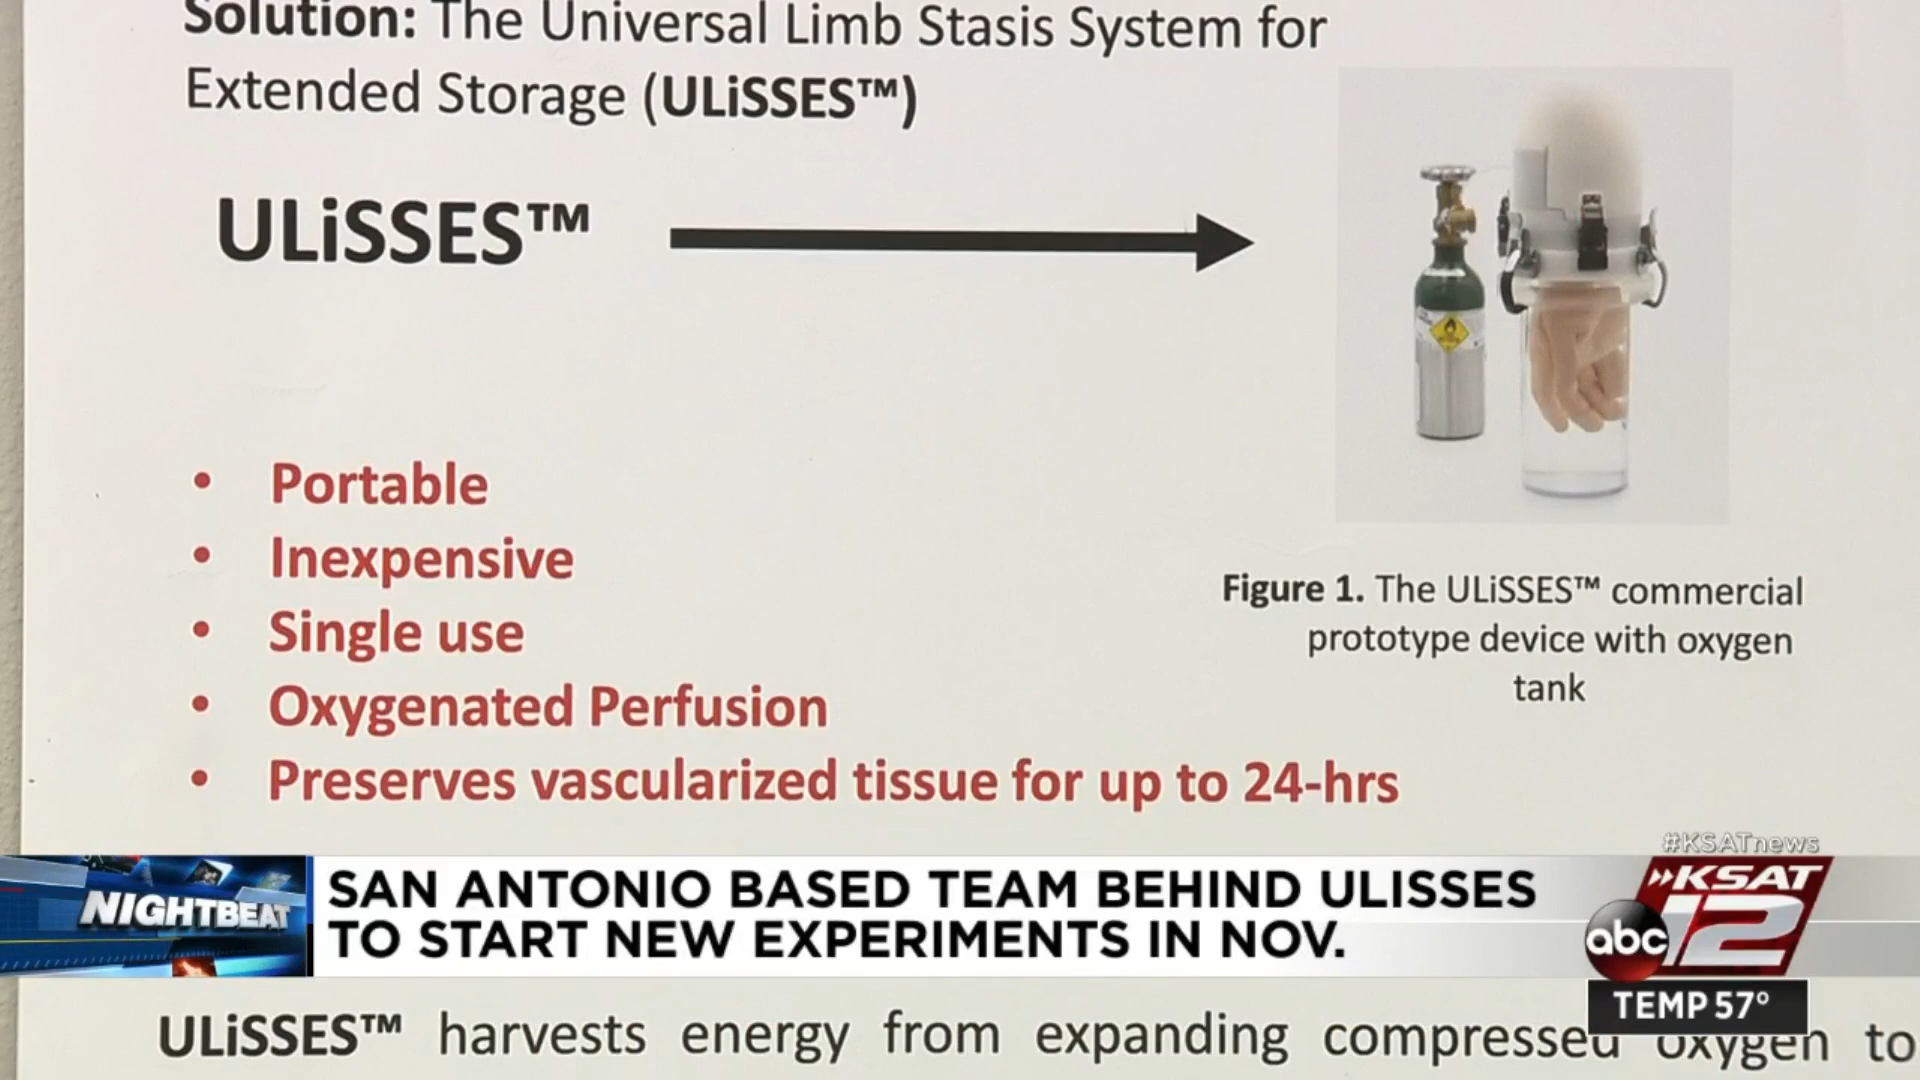 Solution: The Universal Limb Stasis System for
Extended Storage (ULiSSES™)
ULiSSES™
• Portable
• Inexpensive
• Single use
• Oxygenated Perfusion
• Preserves vascularized tissue for up to 24-hrs
Figure 1. The ULiSSES™ commercial
prototype device with oxygen
tank
#KSATnews
NIGHTBEAT
SAN ANTONIO BASED TEAM BEHIND ULISSES
TO START NEW EXPERIMENTS IN NOV.
KSAT
abc 12
TEMP 57°
ULiSSES™ harvests energy from expanding compressed oxygen to